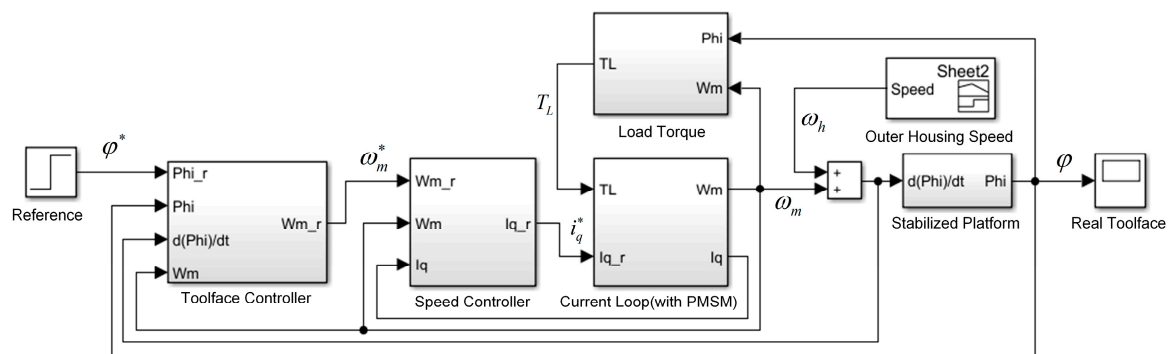 Phi
TL
Wm
Load Torque
T_L
Sheet2
Speed
Outer Housing Speed
ω_h
φ*
Reference
Phi_r
Phi
d(Phi)/dt
Wm
Wm_r
Toolface Controller
ω_m*
Wm_r
Wm
Iq
Iq_r
Speed Controller
i_q*
TL
Iq_r
Wm
Iq
Current Loop(with PMSM)
ω_m
+
+
d(Phi)/dt Phi
Stabilized Platform
φ
Real Toolface